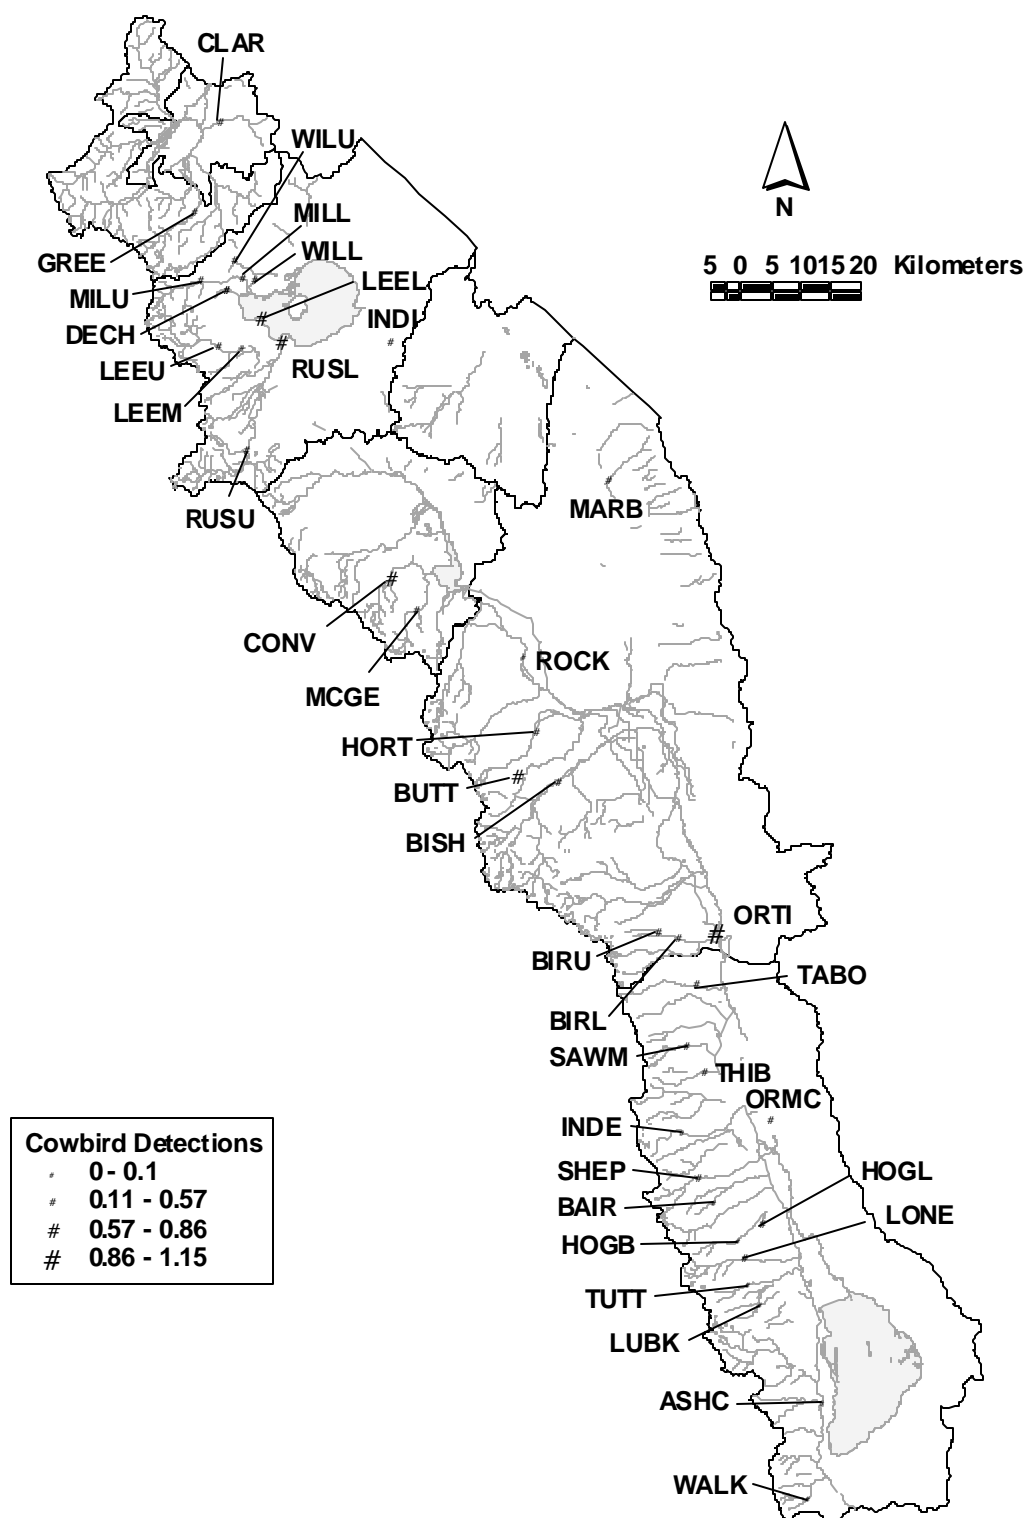 CLAR
WILU
MILL
GREE
WILL
MILU
LEEL
DECH
INDI
LEEU
RUSL
LEEM
RUSU
N
5 0 5 10 15 20 Kilometers
MARB
CONV
MCGE
ROCK
HORT
BUTT
BISH
ORTI
BIRU
TABO
BIRL
SAWM
THIB
ORMC
INDE
SHEP
HOGL
BAIR
LONE
HOGB
TUTT
LUBK
ASHC
WALK
Cowbird Detections
# 0 - 0.1
# 0.11 - 0.57
# 0.57 - 0.86
# 0.86 - 1.15